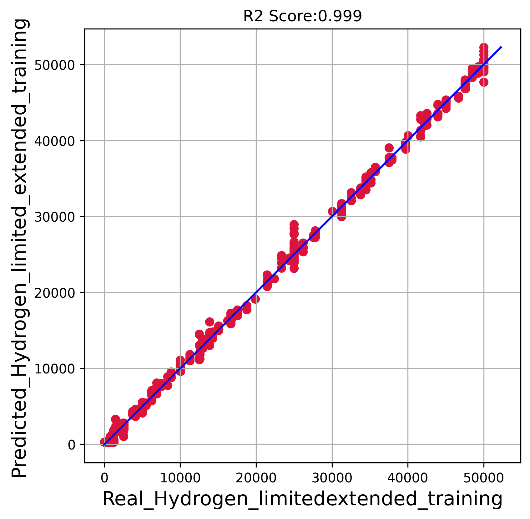 R2 Score:0.999
Predicted_Hydrogen_limited_extended_training
50000
40000
30000
20000
10000
0
0 10000 20000 30000 40000 50000
Real_Hydrogen_limitedextended_training